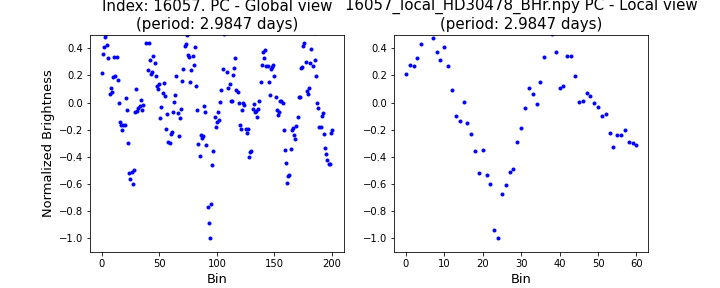 Index: 16057. PC - Global view
(period: 2.9847 days)
16057_local_HD30478_BHr.npy PC - Local view
(period: 2.9847 days)
Normalized Brightness
0.4
0.2
0.0
−0.2
−0.4
−0.6
−0.8
−1.0
0 50 100 150 200
Bin
0.4
0.2
0.0
−0.2
−0.4
−0.6
−0.8
−1.0
0 10 20 30 40 50 60
Bin